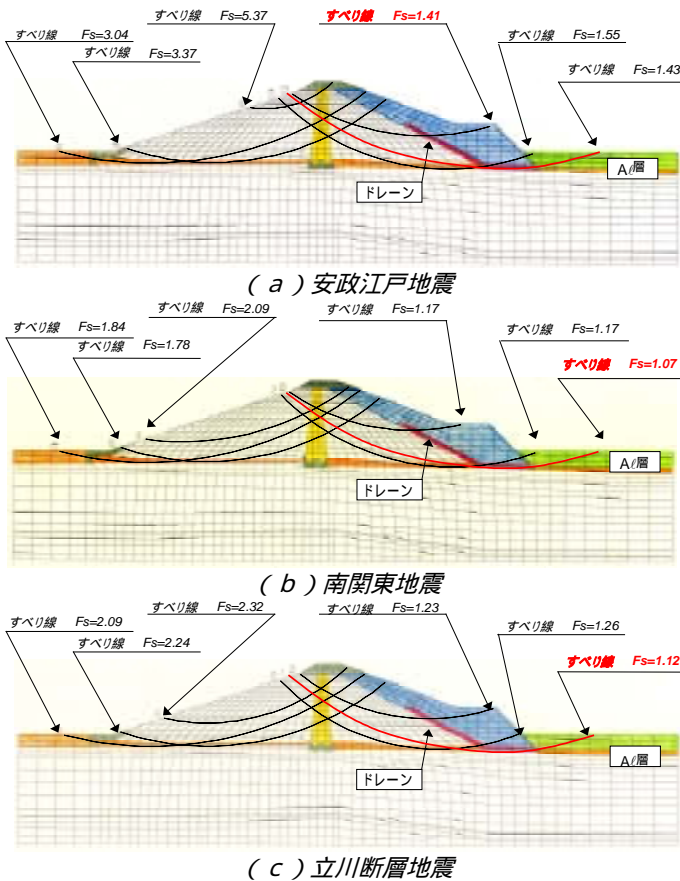 すべり線 Fs=5.37
すべり線 Fs=1.41
すべり線 Fs=3.04
すべり線 Fs=1.55
すべり線 Fs=3.37
すべり線 Fs=1.43
Aℓ層
ドレーン
(a)安政江戸地震
すべり線 Fs=2.09
すべり線 Fs=1.17
すべり線 Fs=1.84
すべり線 Fs=1.17
すべり線 Fs=1.78
すべり線 Fs=1.07
Aℓ層
ドレーン
(b)南関東地震
すべり線 Fs=2.32
すべり線 Fs=1.23
すべり線 Fs=2.09
すべり線 Fs=1.26
すべり線 Fs=2.24
すべり線 Fs=1.12
Aℓ層
ドレーン
(c)立川断層地震